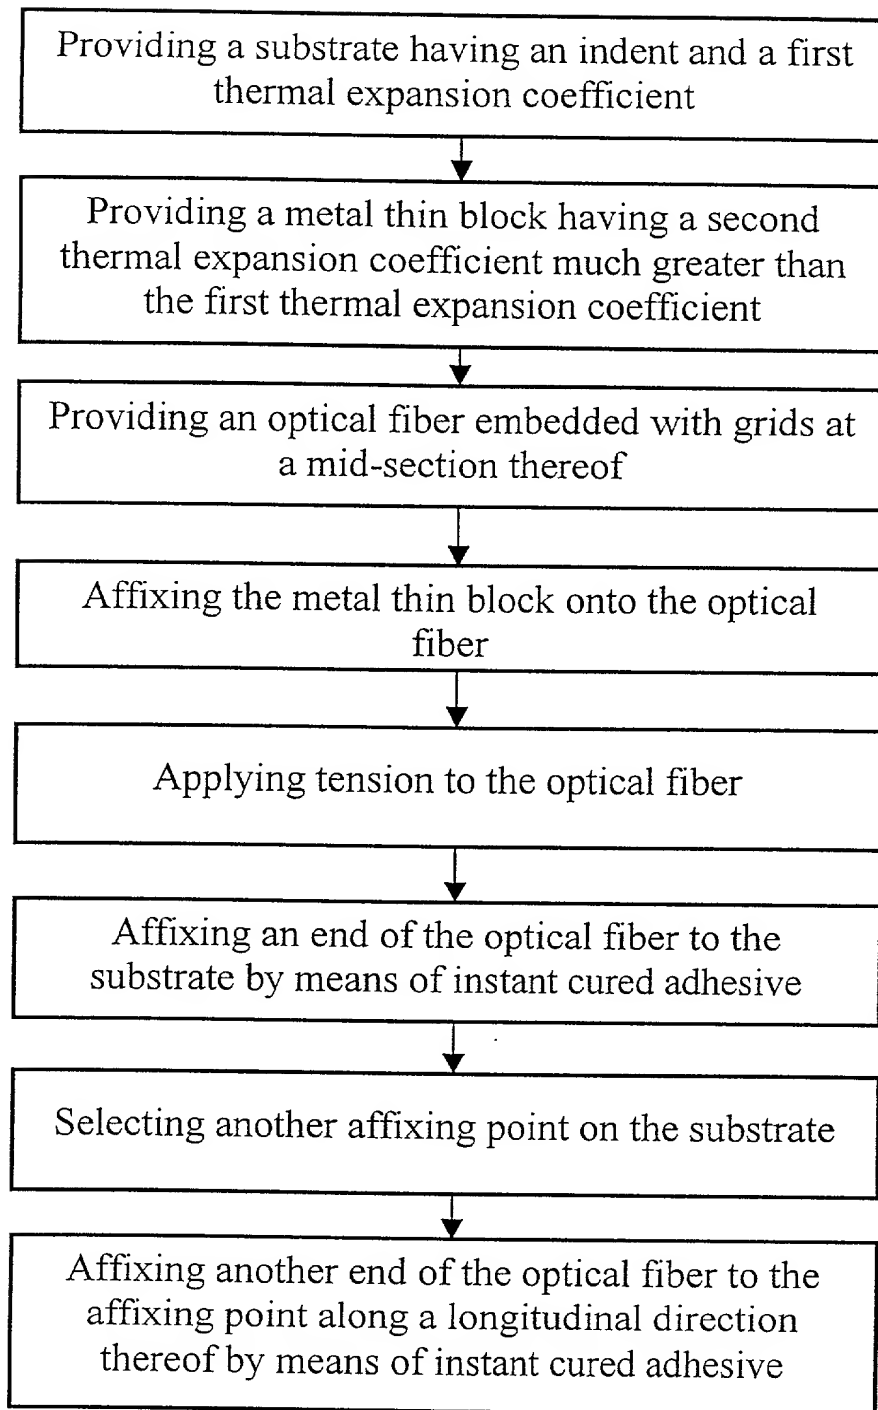 Providing a substrate having an indent and a first
thermal expansion coefficient
Providing a metal thin block having a second
thermal expansion coefficient much greater than
the first thermal expansion coefficient
Providing an optical fiber embedded with grids at
a mid-section thereof
Affixing the metal thin block onto the optical
fiber
Applying tension to the optical fiber
Affixing an end of the optical fiber to the
substrate by means of instant cured adhesive
Selecting another affixing point on the substrate
Affixing another end of the optical fiber to the
affixing point along a longitudinal direction
thereof by means of instant cured adhesive